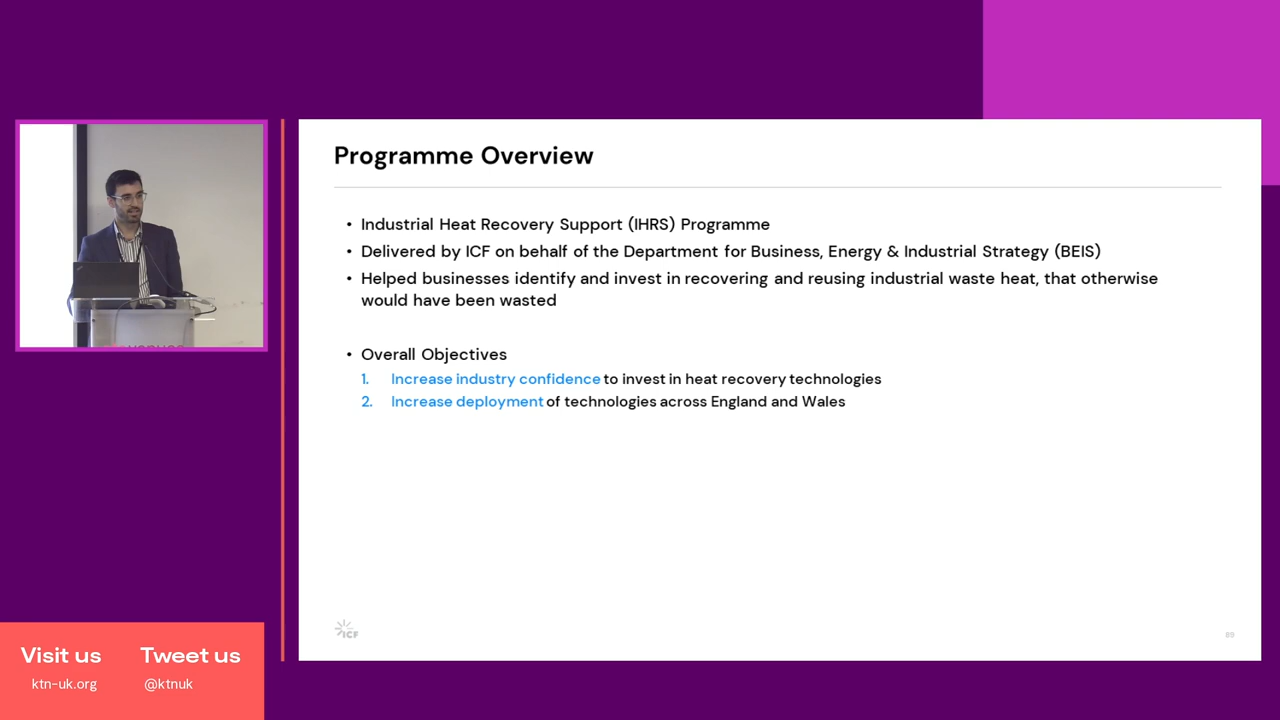 Programme Overview
• Industrial Heat Recovery Support (IHRS) Programme
• Delivered by ICF on behalf of the Department for Business, Energy & Industrial Strategy (BEIS)
• Helped businesses identify and invest in recovering and reusing industrial waste heat, that otherwise
would have been wasted
• Overall Objectives
1. Increase industry confidence to invest in heat recovery technologies
2. Increase deployment of technologies across England and Wales
ICF
89
Visit us
ktn-uk.org
Tweet us
@ktnuk